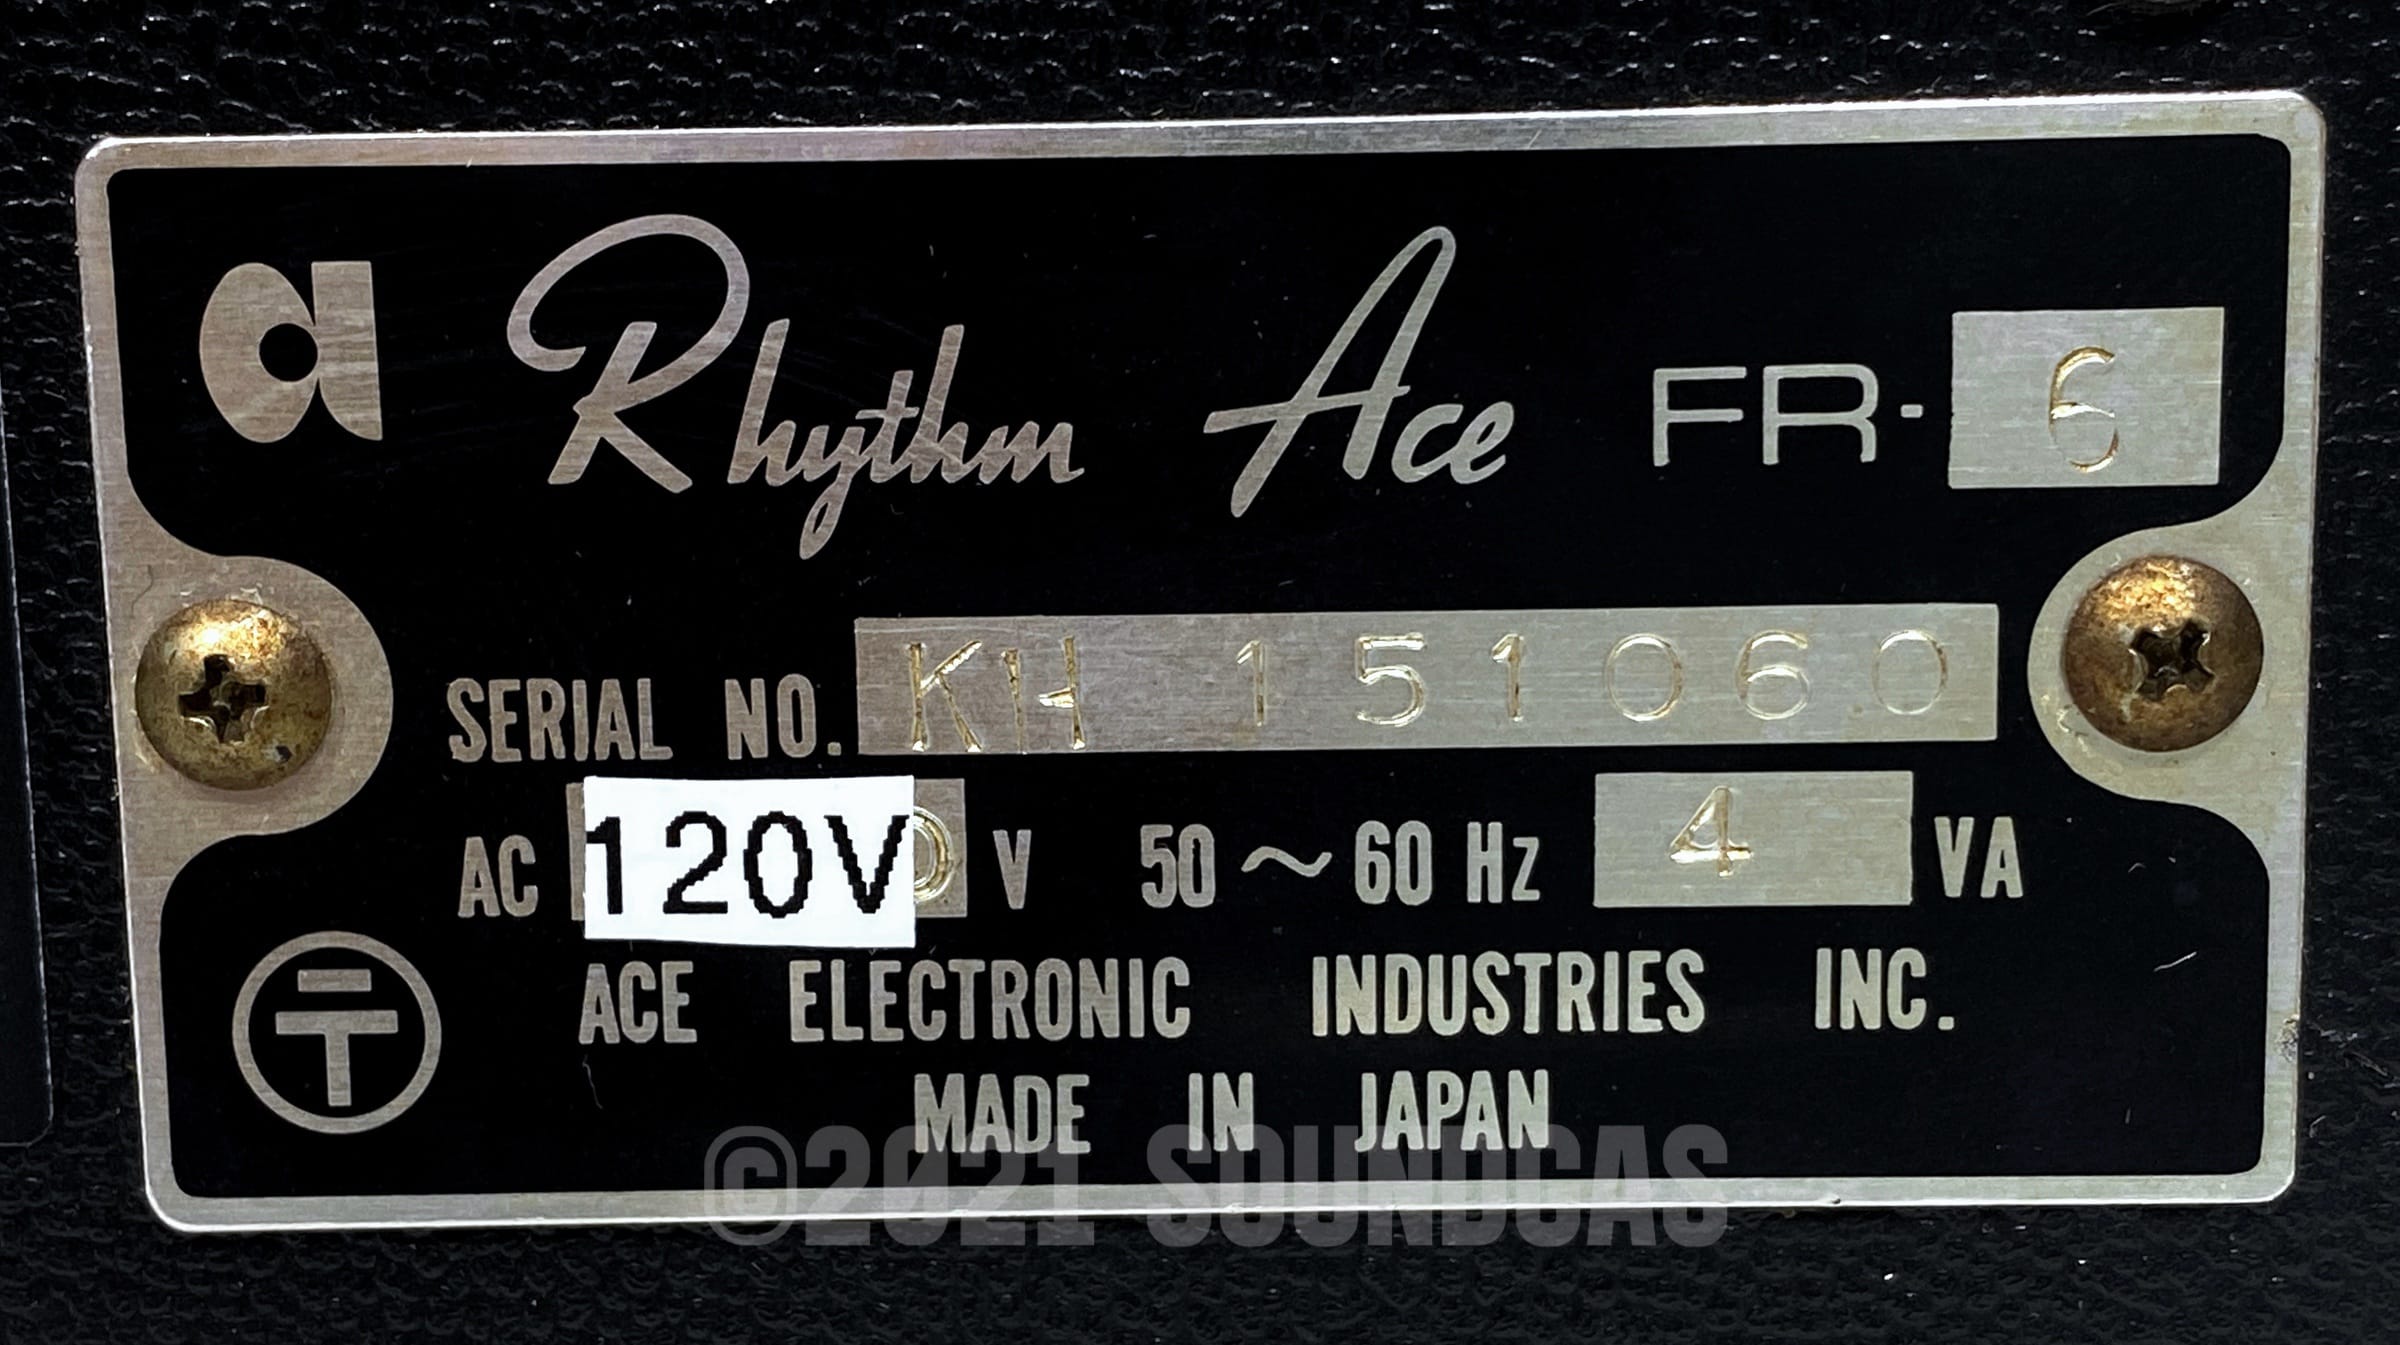 a Rhythm Ace FR-6
SERIAL NO. KH 151060
AC 120V 0 V 50～60 Hz 4 VA
ACE ELECTRONIC INDUSTRIES INC.
MADE IN JAPAN
©2021 SOUNDGAS